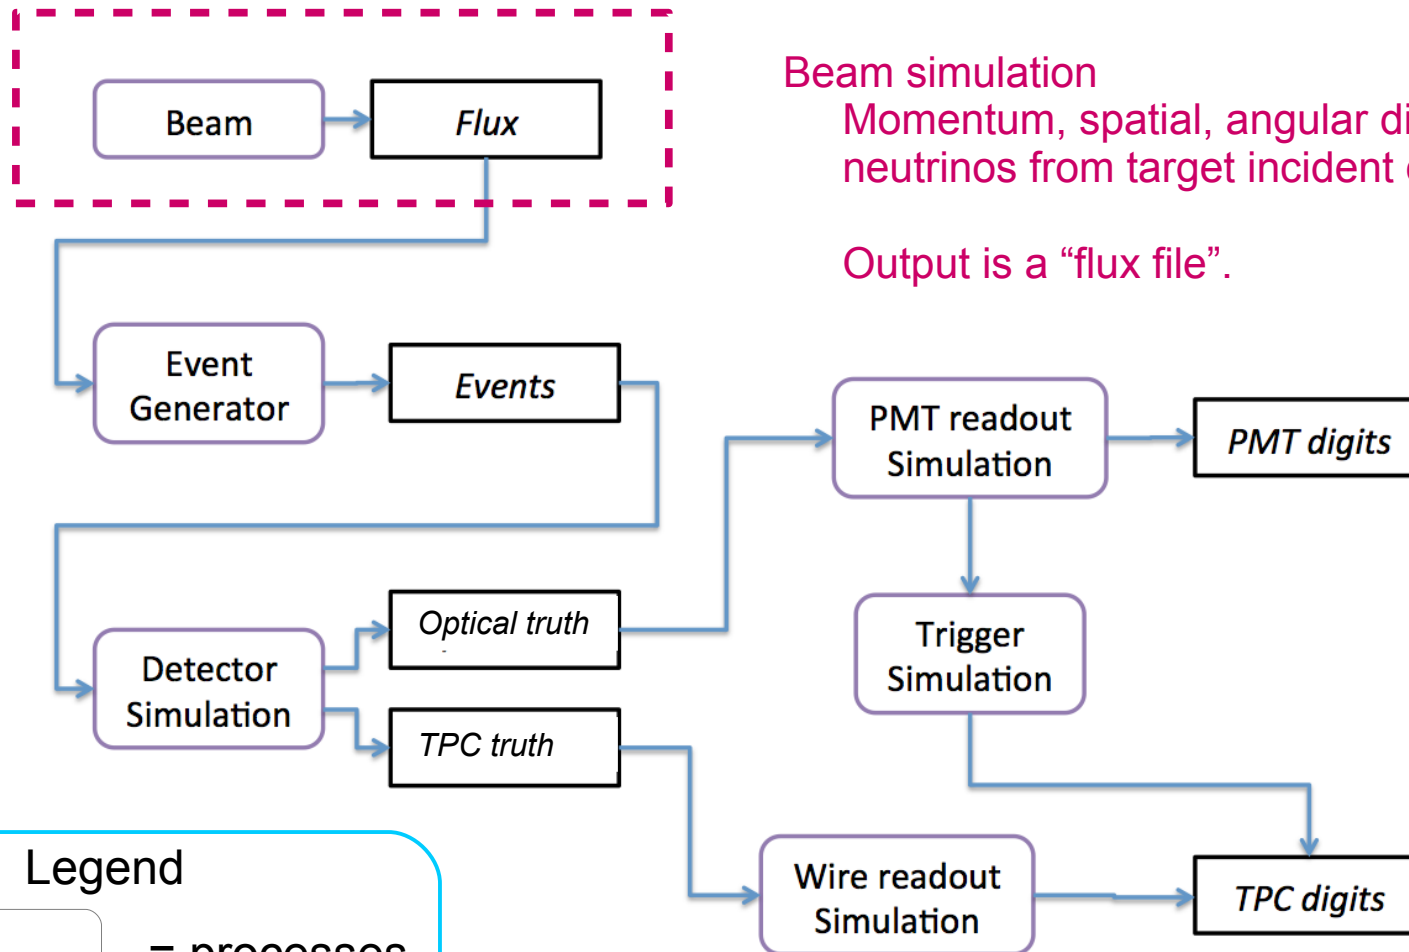 Beam
Flux
Beam simulation
Momentum, spatial, angular
neutrinos from target incident
Output is a “flux file”.
Event
Generator
Events
PMT readout
Simulation
PMT digits
Optical truth
Trigger
Simulation
Detector
Simulation
TPC truth
Legend
= processes
Wire readout
Simulation
TPC digits